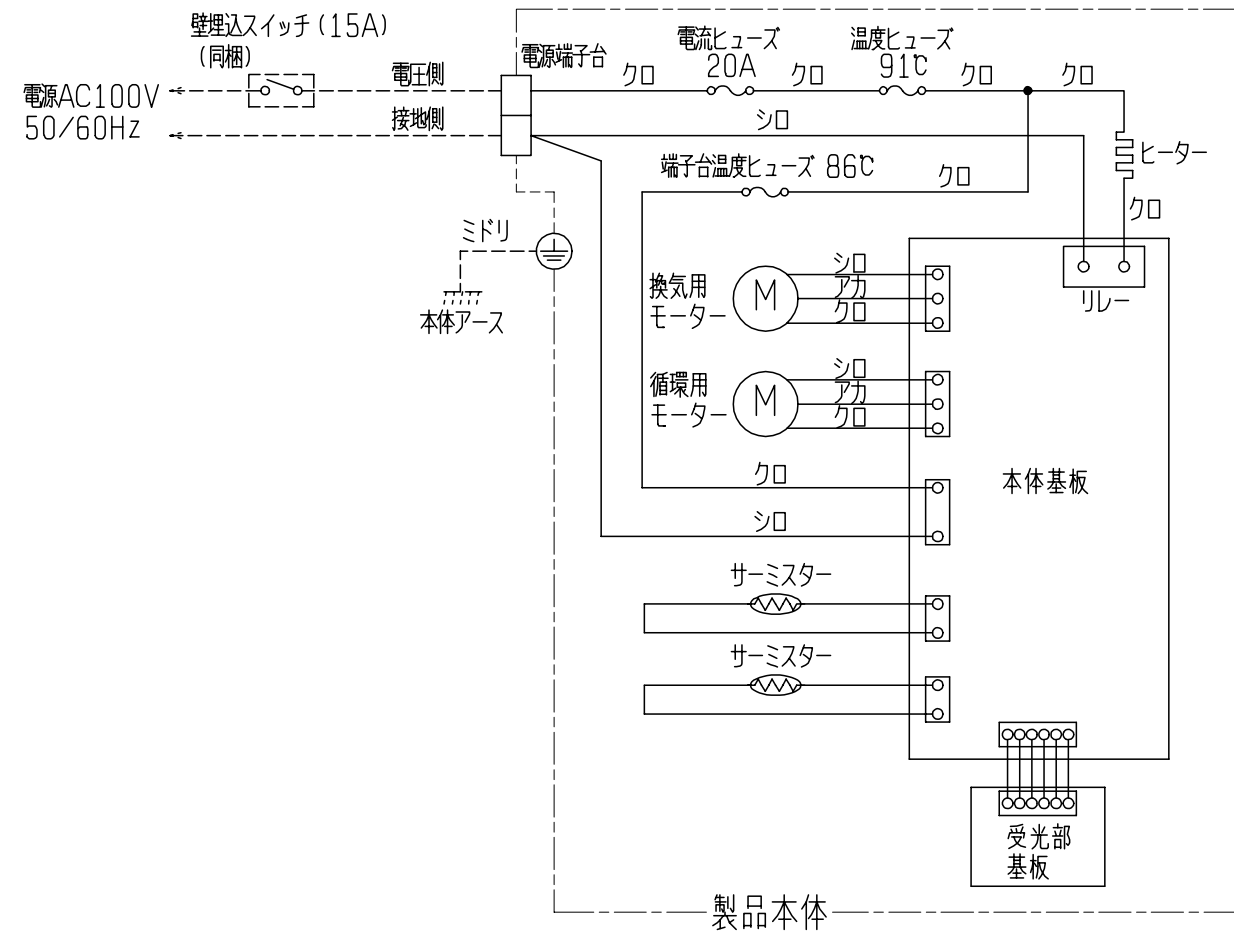 壁埋込スイッチ(15A)
(同梱)
電源AC100V
50/60Hz
電圧側
接地側
電源端子台
クロ
電流ヒューズ
20A
クロ
温度ヒューズ
91℃
クロ
クロ
シロ
端子台温度ヒューズ 86℃
クロ
ヒーター
クロ
リレー
ミドリ
本体アース
換気用
モーター
M
シロ
アカ
クロ
循環用
モーター
M
シロ
アカ
クロ
クロ
シロ
本体基板
サーミスター
サーミスター
受光部
基板
製品本体